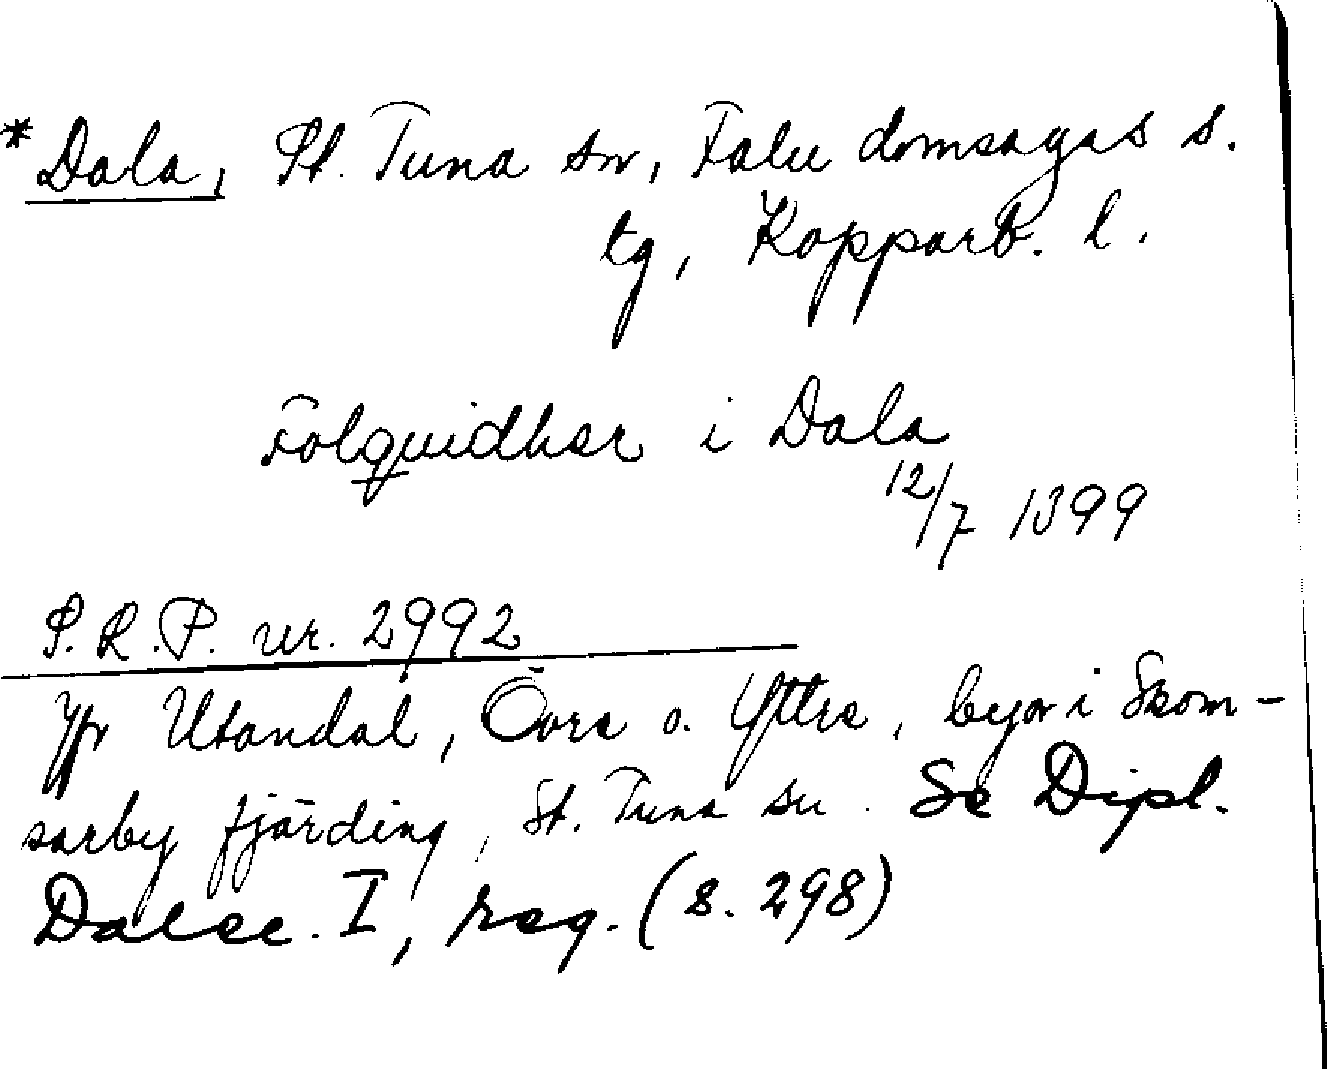 *Dala, St. Tuna sn, Falu domsagas s.
tg, Kopparb. l.
Folquidher i Dala
12/7 1399
S.R.P. nr. 2992
Jfr Utandal, Övre o. Yttre, byar i Skom-
sarby fjärding, St. Tuna sn. Se Dipl.
Dalec. I, reg. (s. 298)